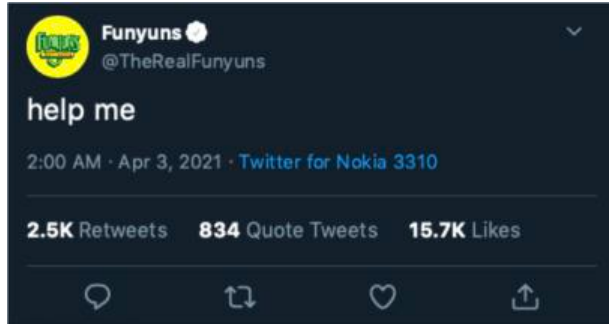 FUNYUNS
Funyuns
@TheRealFunyuns
help me
2:00 AM · Apr 3, 2021 · Twitter for Nokia 3310
2.5K Retweets 834 Quote Tweets 15.7K Likes